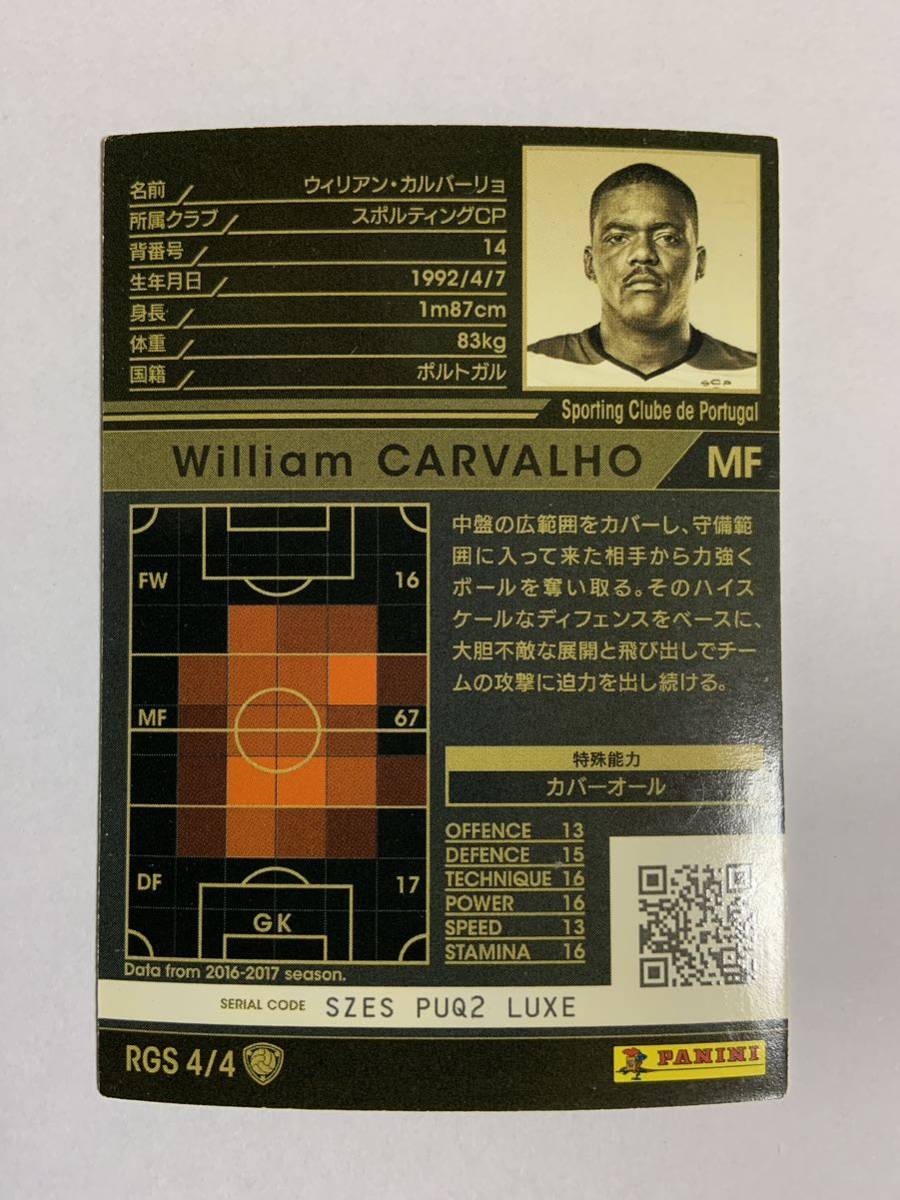 名前 ウィリアン・カルバーリョ
所属クラブ スポルティングCP
背番号 14
生年月日 1992/4/7
身長 1m87cm
体重 83kg
国籍 ポルトガル
SCP
Sporting Clube de Portugal
William CARVALHO MF
中盤の広範囲をカバーし、守備範
囲に入って来た相手から力強く
ボールを奪い取る。そのハイス
ケールなディフェンスをベースに、
大胆不敵な展開と飛び出しでチー
ムの攻撃に迫力を出し続ける。
FW 16
MF 67
DF 17
GK
Data from 2016-2017 season.
特殊能力
カバーオール
OFFENCE 13
DEFENCE 15
TECHNIQUE 16
POWER 16
SPEED 13
STAMINA 16
SERIAL CODE SZES PUQ2 LUXE
RGS 4/4
PANINI